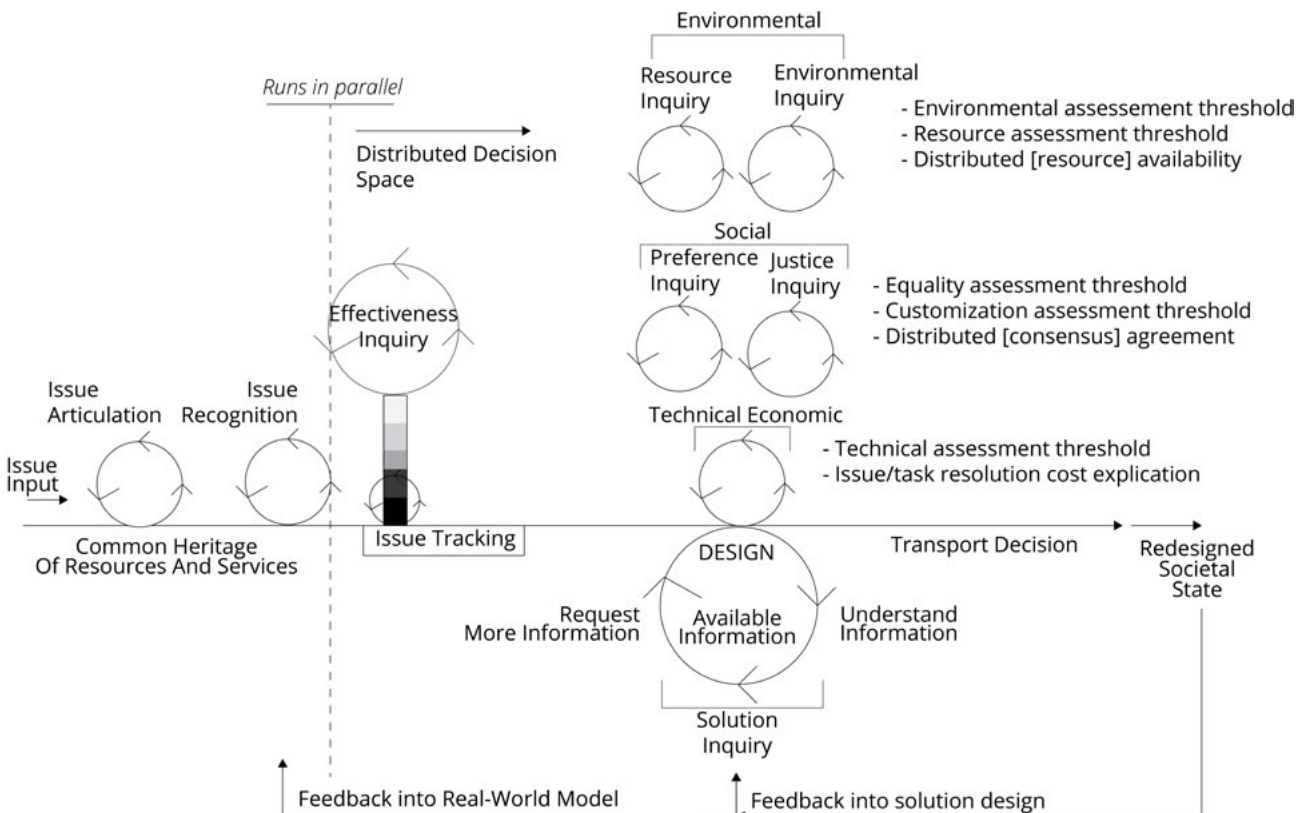 Environmental
Runs in parallel
Resource
Inquiry
Environmental
Inquiry
- Environmental assessement threshold
- Resource assessment threshold
- Distributed [resource] availability
Distributed Decision
Space
Social
Preference
Inquiry
Justice
Inquiry
- Equality assessment threshold
- Customization assessment threshold
- Distributed [consensus] agreement
Effectiveness
Inquiry
Issue
Articulation
Issue
Recognition
Technical Economic
- Technical assessment threshold
- Issue/task resolution cost explication
Issue
Input
Common Heritage
Of Resources And Services
Issue Tracking
DESIGN
Transport Decision
Redesigned
Societal
State
Request
More Information
Available
Information
Understand
Information
Solution
Inquiry
Feedback into Real-World Model
Feedback into solution design